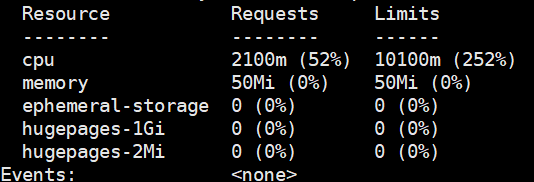 Resource           Requests     Limits
--------           --------     ------
cpu                2100m (52%)  10100m (252%)
memory             50Mi (0%)    50Mi (0%)
ephemeral-storage  0 (0%)       0 (0%)
hugepages-1Gi      0 (0%)       0 (0%)
hugepages-2Mi      0 (0%)       0 (0%)
Events:              <none>